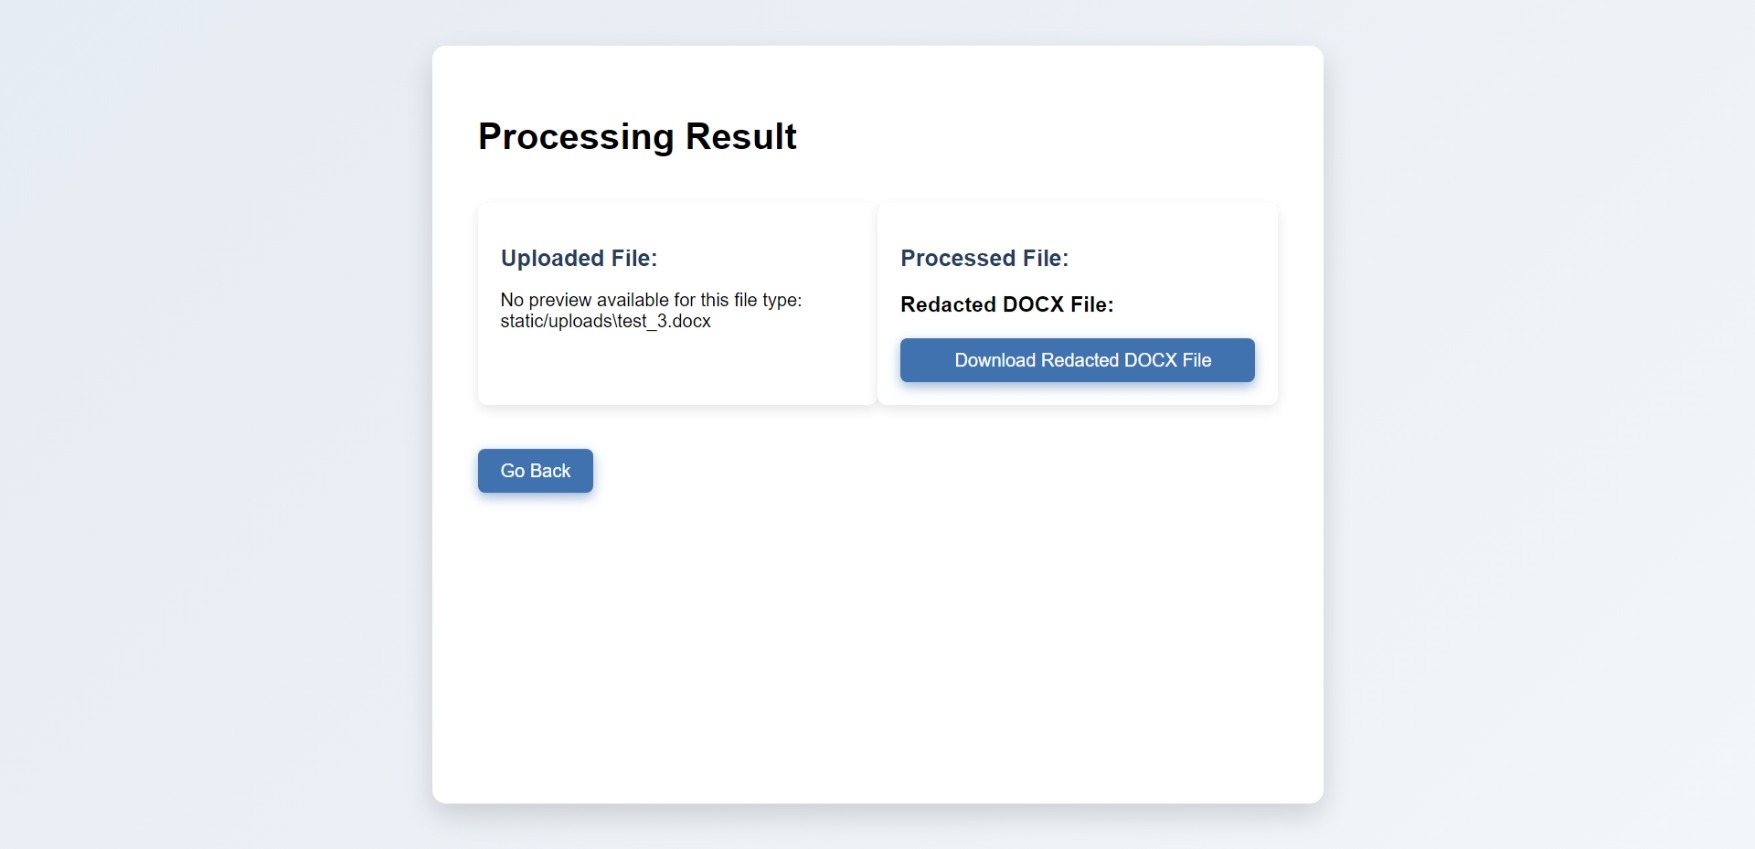 Processing Result
Uploaded File:
No preview available for this file type:
static/uploads\test_3.docx
Processed File:
Redacted DOCX File:
Download Redacted DOCX File
Go Back